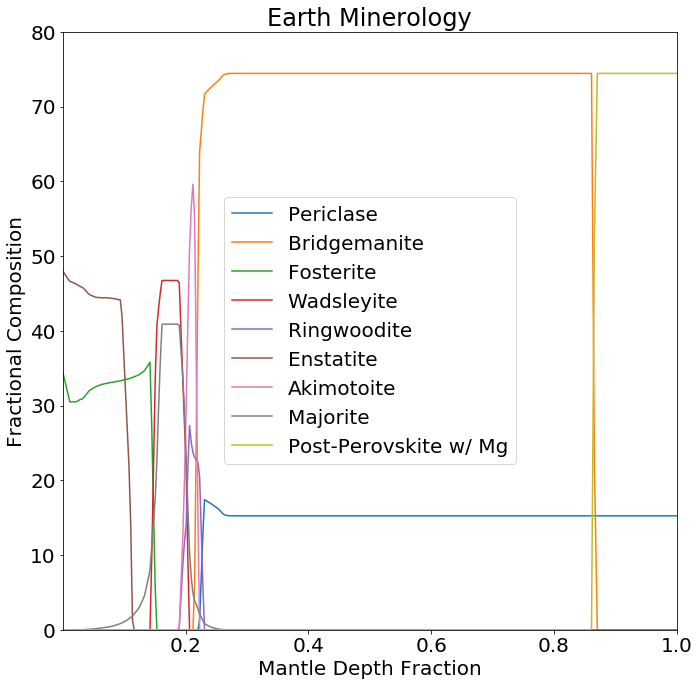 Earth Minerology
80
70
60
50
40
30
20
10
0
Fractional Composition
Periclase
Bridgemanite
Fosterite
Wadsleyite
Ringwoodite
Enstatite
Akimotoite
Majorite
Post-Perovskite w/ Mg
0.2 0.4 0.6 0.8 1.0
Mantle Depth Fraction